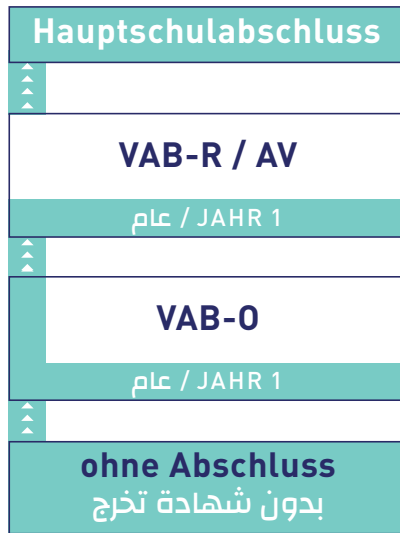 Hauptschulabschluss
VAB-R / AV
عام / JAHR 1
VAB-O
عام / JAHR 1
ohne Abschluss
بدون شهادة تخرج